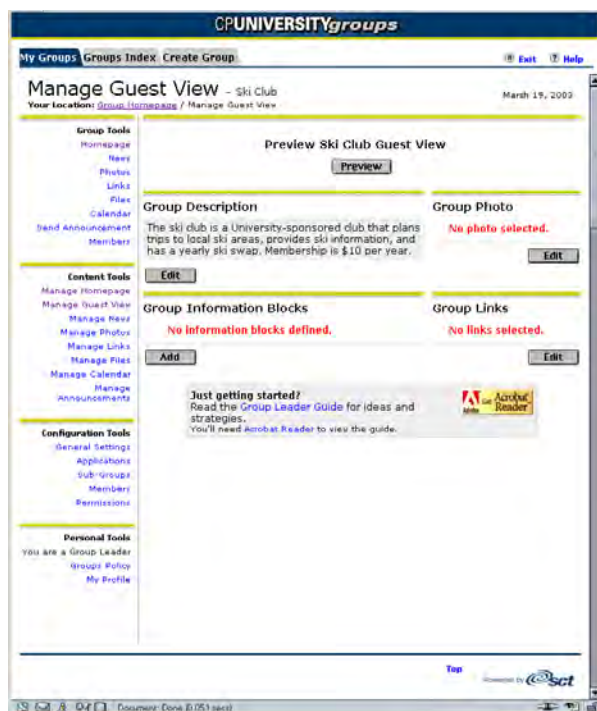 CPUNIVERSITYgroups
My Groups Groups Index Create Group
Exit Help
Manage Guest View - Ski Club
March 19, 2003
Your Location: Group Homepage / Manage Guest View
Group Tools
Homepage
News
Photos
Links
Files
Calendar
Send Announcement
Members
Content Tools
Manage Homepage
Manage Guest View
Manage News
Manage Photos
Manage Links
Manage Files
Manage Calendar
Manage
Announcements
Configuration Tools
General Settings
Applications
Sub-Groups
Members
Permissions
Personal Tools
You are a Group Leader
Groups Policy
My Profile
Preview Ski Club Guest View
Preview
Group Description
The ski club is a University-sponsored club that plans
trips to local ski areas, provides ski information, and
has a yearly ski swap. Membership is $10 per year.
Edit
Group Photo
No photo selected.
Edit
Group Information Blocks
No information blocks defined.
Add
Group Links
No links selected.
Edit
Just getting started?
Read the Group Leader Guide for ideas and
strategies.
You'll need Acrobat Reader to view the guide.
Adobe
Get Acrobat
Reader
Top
Powered by sct
Document: Done (0.053 secs)